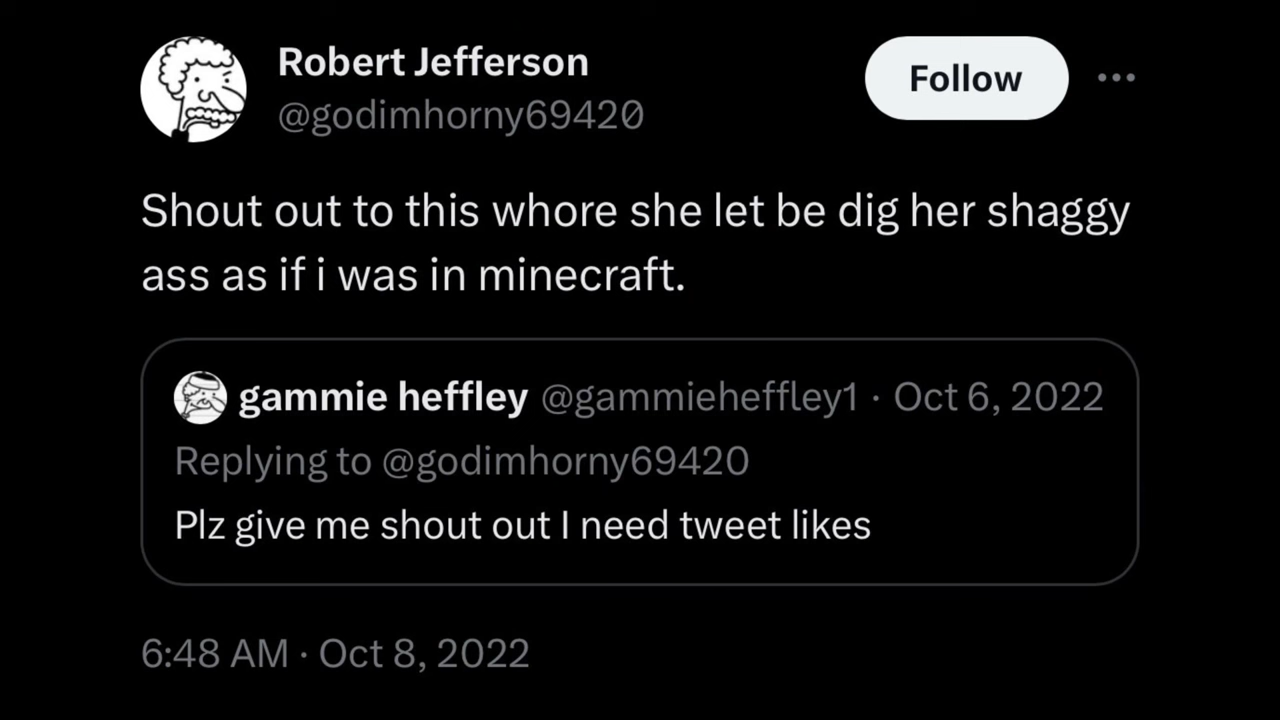 Robert Jefferson
@godimhorny69420
Follow
Shout out to this whore she let be dig her shaggy
ass as if i was in minecraft.
gammie heffley @gammieheffley1 · Oct 6, 2022
Replying to @godimhorny69420
Plz give me shout out I need tweet likes
6:48 AM · Oct 8, 2022